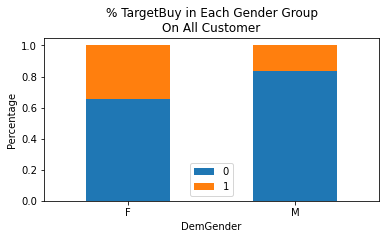 % TargetBuy in Each Gender Group
On All Customer
Percentage
1.0
0.8
0.6
0.4
0.2
0.0
0
1
F
M
DemGender